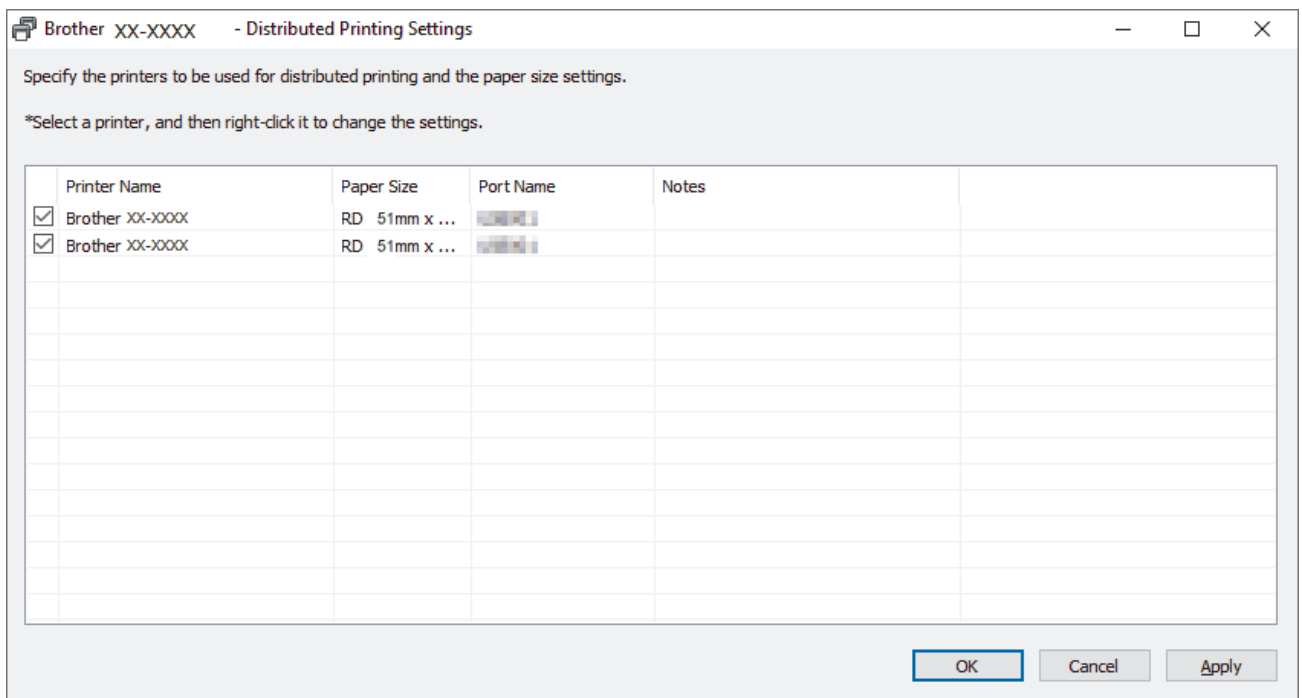 Brother XX-XXXX - Distributed Printing Settings
Specify the printers to be used for distributed printing and the paper size settings.
*Select a printer, and then right-click it to change the settings.
Printer Name Paper Size Port Name Notes
Brother XX-XXXX RD 51mm x ...
Brother XX-XXXX RD 51mm x ...
OK Cancel Apply